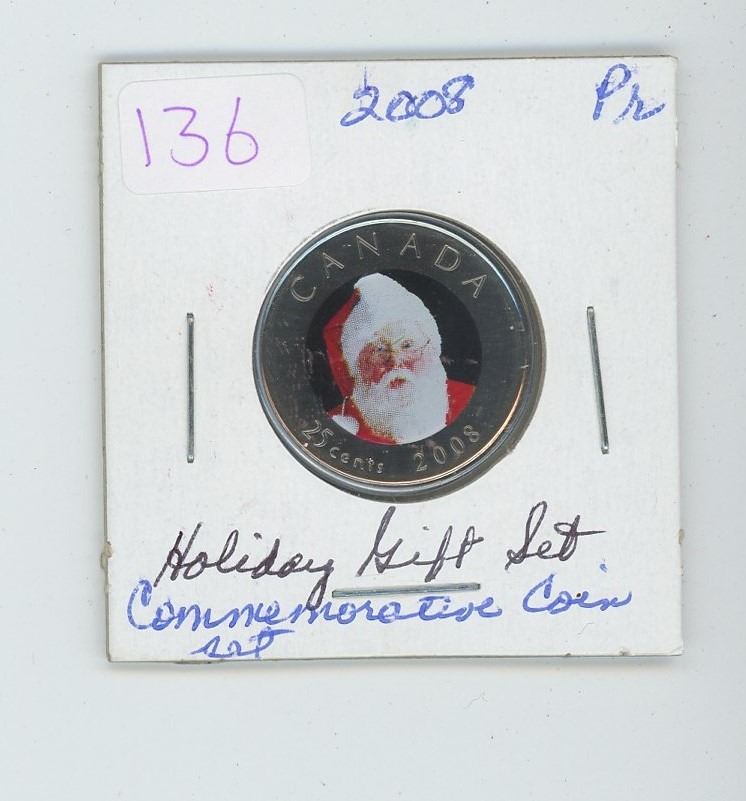 136 2008 Pr
CANADA
25 cents 2008
Holiday Gift Set
Commemorative Coin
set